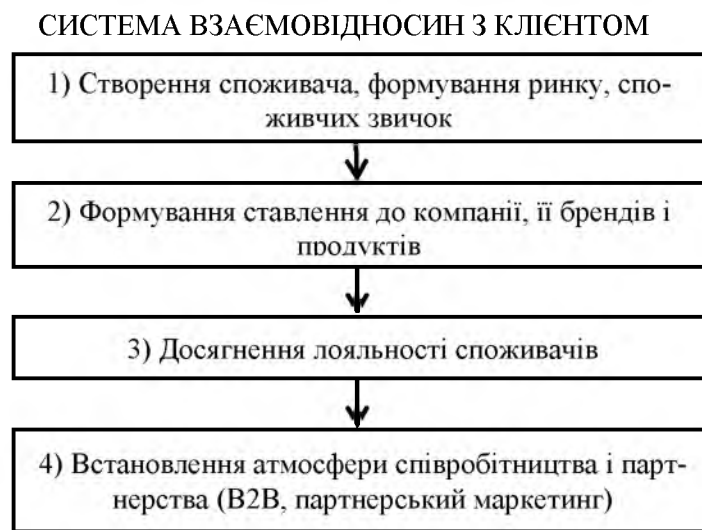 СИСТЕМА ВЗАЄМОВІДНОСИН З КЛІЄНТОМ
1) Створення споживача, формування ринку, спо-
живчих звичок
2) Формування ставлення до компанії, її брендів і
продуктів
3) Досягнення лояльності споживачів
4) Встановлення атмосфери співробітництва і парт-
нерства (B2B, партнерський маркетинг)